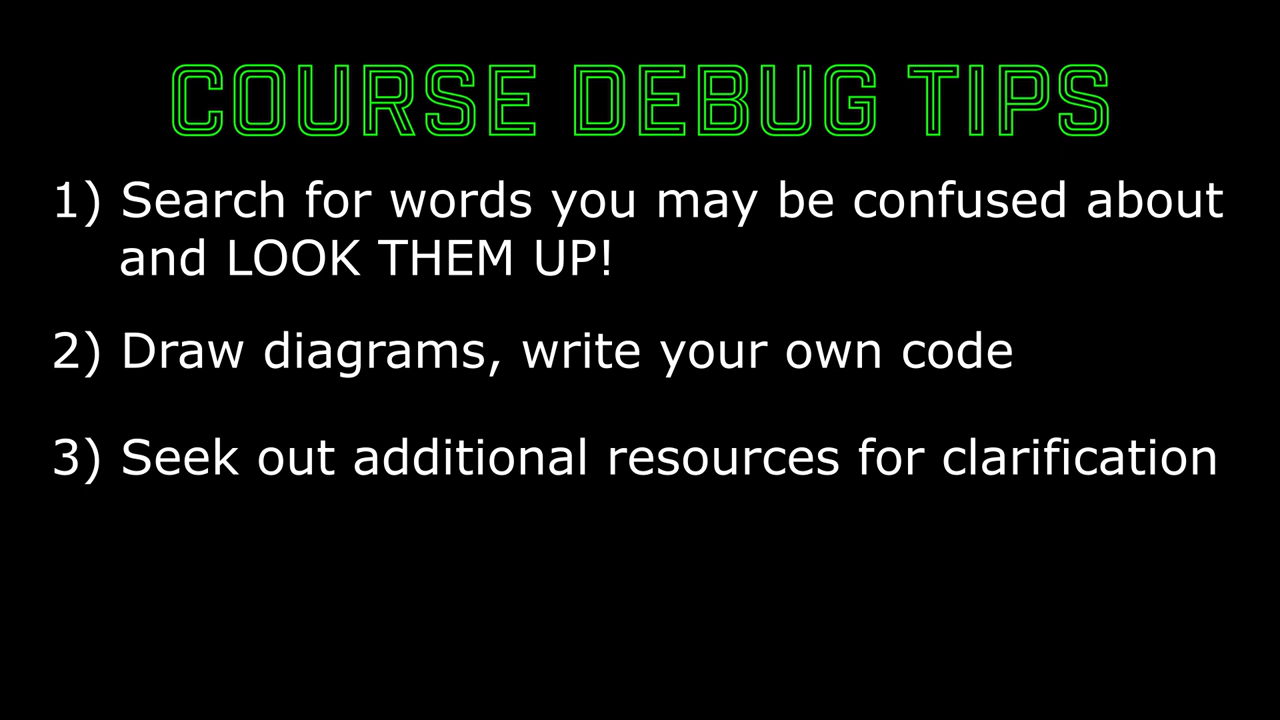 COURSE DEBUG TIPS
1) Search for words you may be confused about
and LOOK THEM UP!
2) Draw diagrams, write your own code
3) Seek out additional resources for clarification